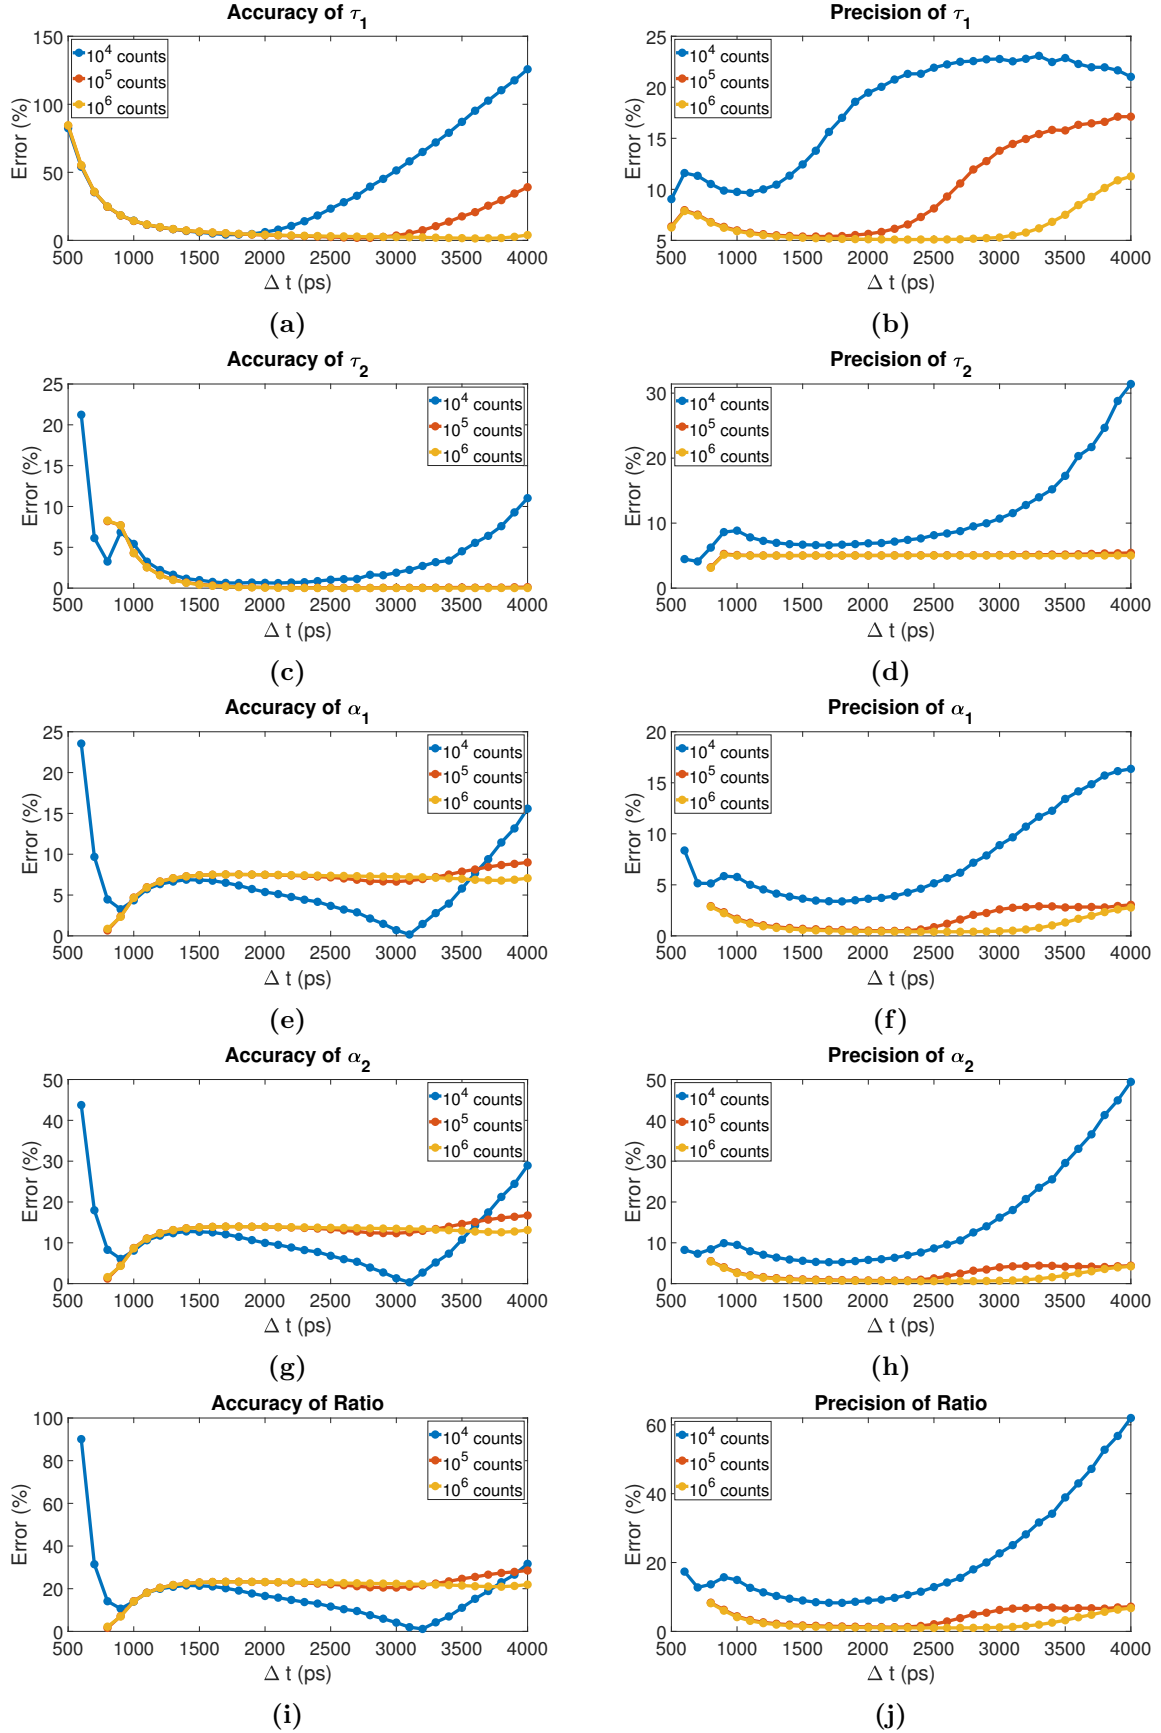 Accuracy of τ1
150
100
50
0
Error (%)
10^4 counts
10^5 counts
10^6 counts
500 1000 1500 2000 2500 3000 3500 4000
Δ t (ps)
(a)
Precision of τ1
25
20
15
10
5
Error (%)
10^4 counts
10^5 counts
10^6 counts
500 1000 1500 2000 2500 3000 3500 4000
Δ t (ps)
(b)
Accuracy of τ2
25
20
15
10
5
0
Error (%)
10^4 counts
10^5 counts
10^6 counts
500 1000 1500 2000 2500 3000 3500 4000
Δ t (ps)
(c)
Precision of τ2
30
20
10
0
Error (%)
10^4 counts
10^5 counts
10^6 counts
500 1000 1500 2000 2500 3000 3500 4000
Δ t (ps)
(d)
Accuracy of α1
25
20
15
10
5
0
Error (%)
10^4 counts
10^5 counts
10^6 counts
500 1000 1500 2000 2500 3000 3500 4000
Δ t (ps)
(e)
Precision of α1
20
15
10
5
0
Error (%)
10^4 counts
10^5 counts
10^6 counts
500 1000 1500 2000 2500 3000 3500 4000
Δ t (ps)
(f)
Accuracy of α2
50
40
30
20
10
0
Error (%)
10^4 counts
10^5 counts
10^6 counts
500 1000 1500 2000 2500 3000 3500 4000
Δ t (ps)
(g)
Precision of α2
50
40
30
20
10
0
Error (%)
10^4 counts
10^5 counts
10^6 counts
500 1000 1500 2000 2500 3000 3500 4000
Δ t (ps)
(h)
Accuracy of Ratio
100
80
60
40
20
0
Error (%)
10^4 counts
10^5 counts
10^6 counts
500 1000 1500 2000 2500 3000 3500 4000
Δ t (ps)
(i)
Precision of Ratio
60
40
20
0
Error (%)
10^4 counts
10^5 counts
10^6 counts
500 1000 1500 2000 2500 3000 3500 4000
Δ t (ps)
(j)